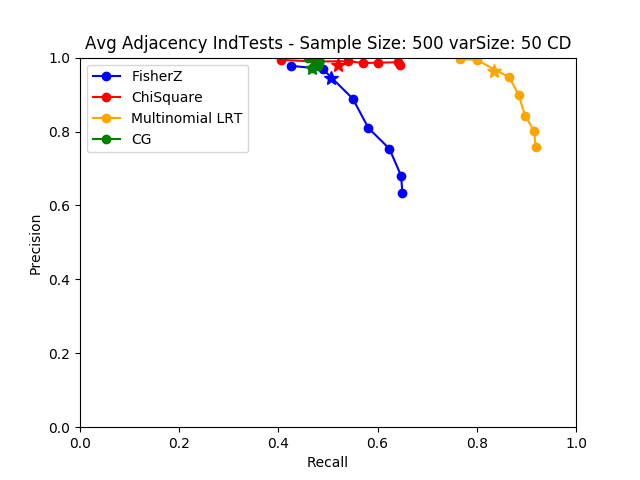 Avg Adjacency IndTests - Sample Size: 500 varSize: 50 CD
FisherZ
ChiSquare
Multinomial LRT
CG
Precision
1.0
0.8
0.6
0.4
0.2
0.0
0.0 0.2 0.4 0.6 0.8 1.0
Recall